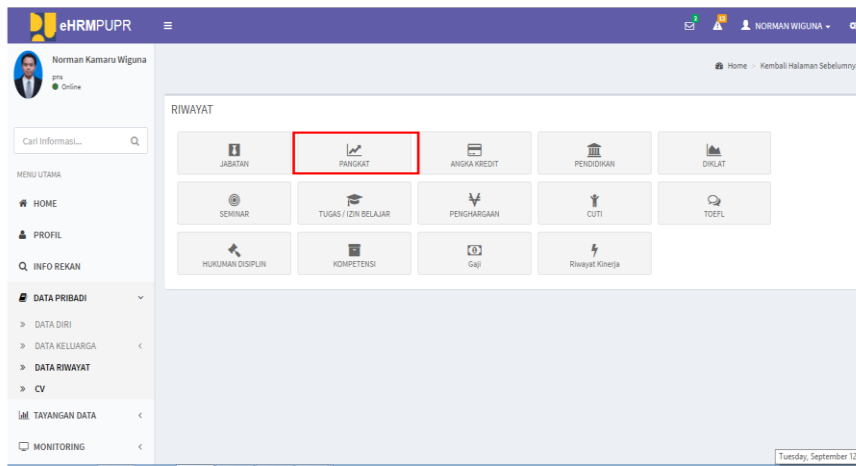 eHRMPUPR
2
12
NORMAN WIGUNA
Norman Kamaru Wiguna
pns
Online
Home > Kembali Halaman Sebelumnya
Cari Informasi...
MENU UTAMA
HOME
PROFIL
INFO REKAN
DATA PRIBADI
DATA DIRI
DATA KELUARGA
DATA RIWAYAT
CV
TAYANGAN DATA
MONITORING
RIWAYAT
JABATAN
PANGKAT
ANGKA KREDIT
PENDIDIKAN
DIKLAT
SEMINAR
TUGAS / IZIN BELAJAR
PENGHARGAAN
CUTI
TOEFL
HUKUMAN DISIPLIN
KOMPETENSI
Gaji
Riwayat Kinerja
Tuesday, September 12